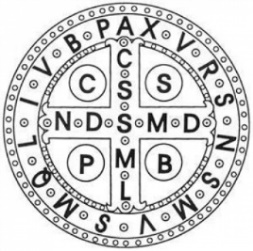 PAX
V R S N S M V S M Q L I V B
C S
P B
C S S M L
N D S M D